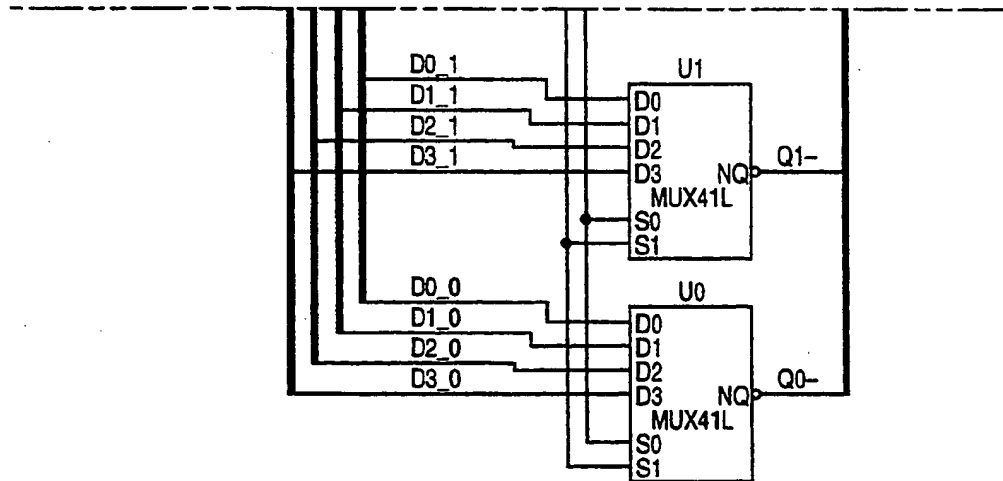 D0_1
D1_1
D2_1
D3_1
U1
D0
D1
D2
D3
NQ
Q1-
MUX41L
S0
S1
D0_0
D1_0
D2_0
D3_0
U0
D0
D1
D2
D3
NQ
Q0-
MUX41L
S0
S1